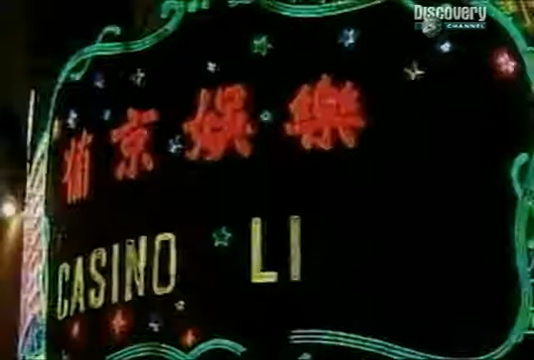 Discovery
CHANNEL
葡京娛樂
CASINO LI